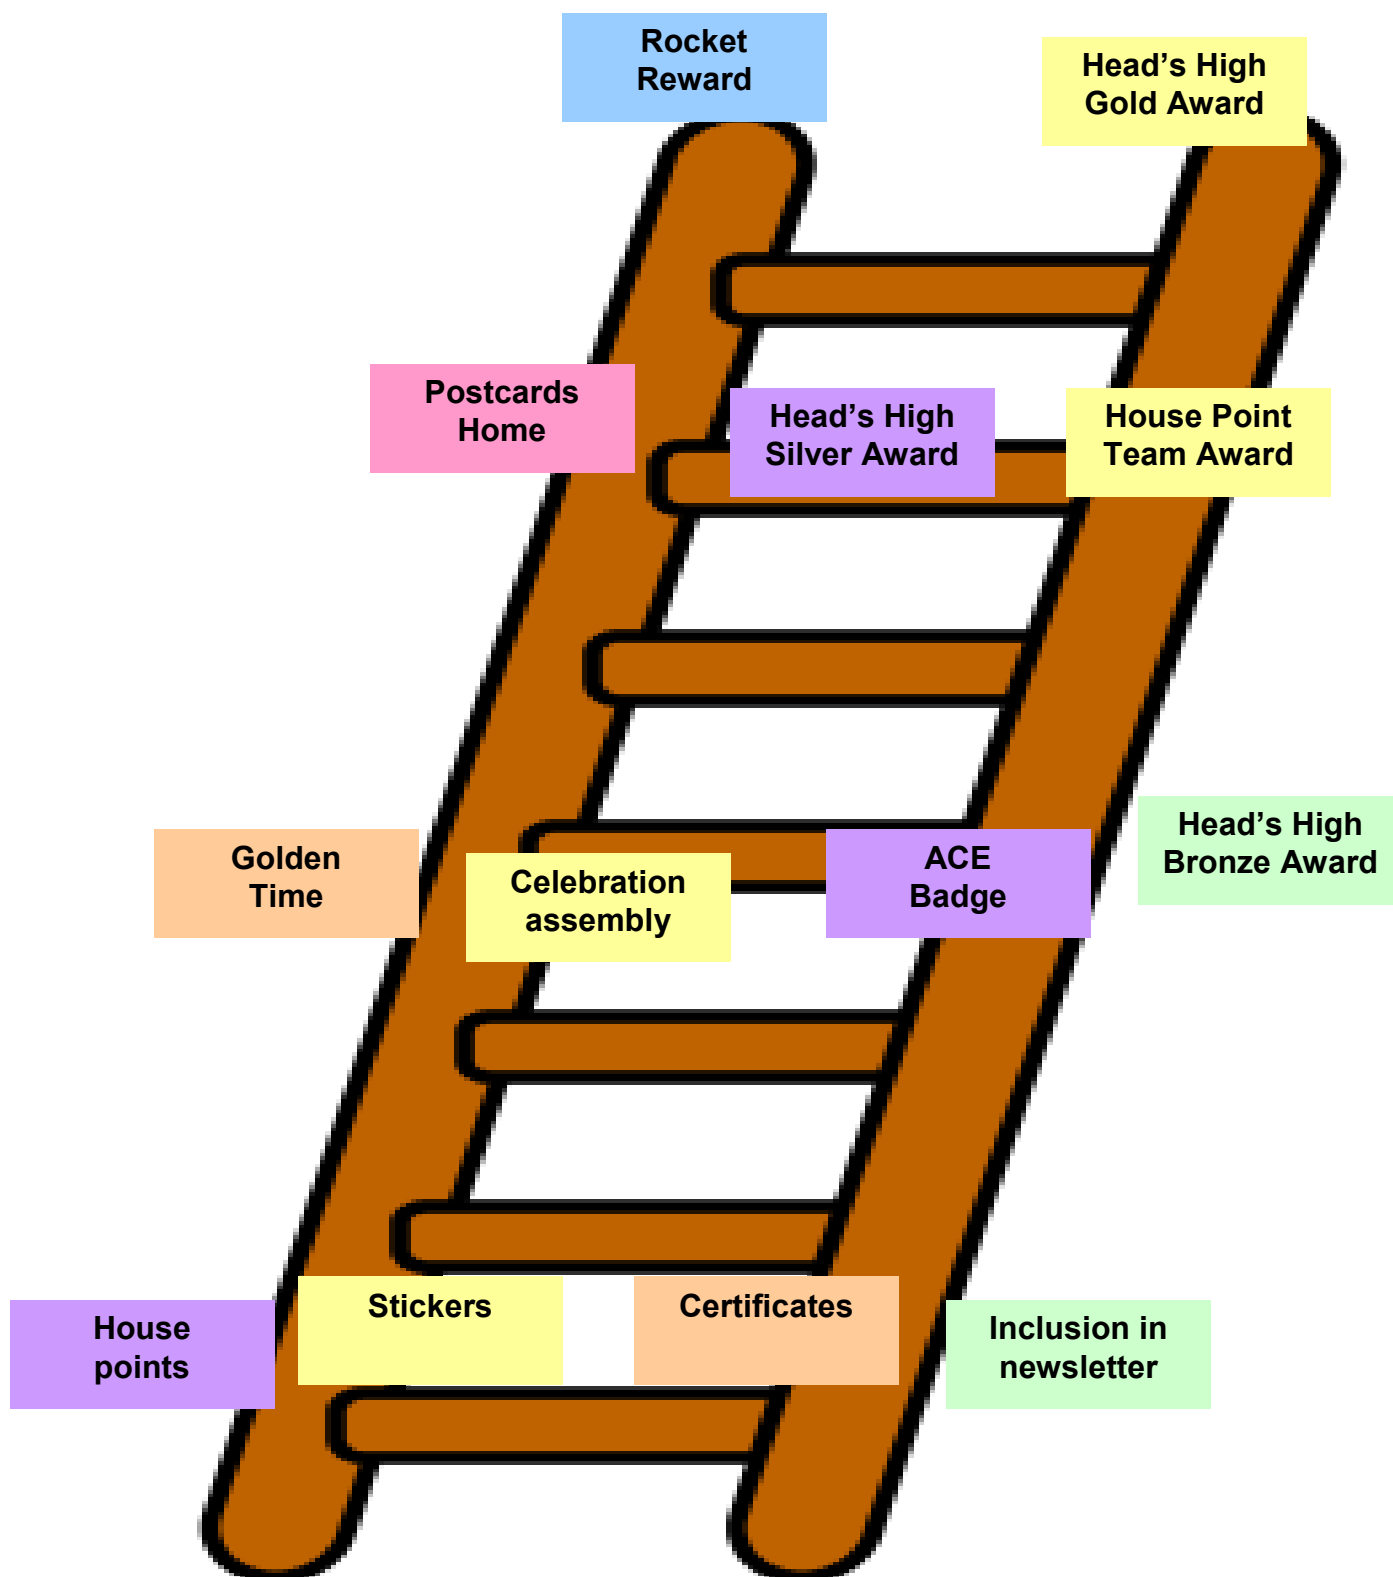 Rocket
Reward
Head’s High
Gold Award
Postcards
Home
Head’s High
Silver Award
House Point
Team Award
Golden
Time
Celebration
assembly
ACE
Badge
Head’s High
Bronze Award
House
points
Stickers
Certificates
Inclusion in
newsletter